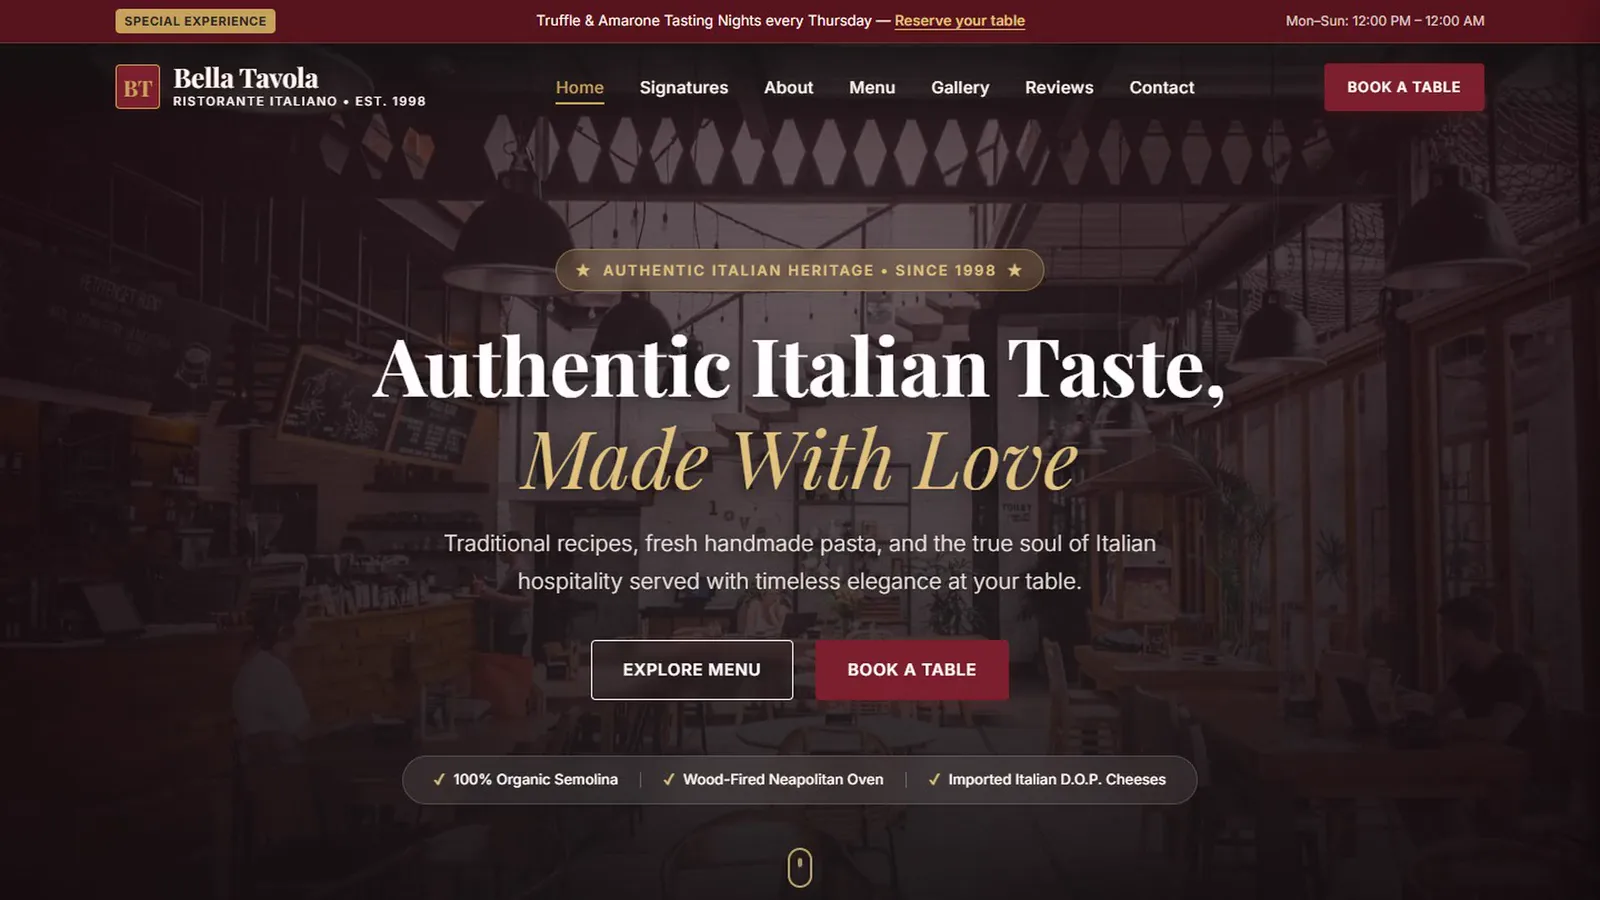 SPECIAL EXPERIENCE
Truffle & Amarone Tasting Nights every Thursday — Reserve your table
Mon–Sun: 12:00 PM – 12:00 AM
BT
Bella Tavola
RISTORANTE ITALIANO • EST. 1998
Home
Signatures
About
Menu
Gallery
Reviews
Contact
BOOK A TABLE
★ AUTHENTIC ITALIAN HERITAGE • SINCE 1998 ★
Authentic Italian Taste,
Made With Love
Traditional recipes, fresh handmade pasta, and the true soul of Italian
hospitality served with timeless elegance at your table.
EXPLORE MENU
BOOK A TABLE
✓ 100% Organic Semolina
✓ Wood-Fired Neapolitan Oven
✓ Imported Italian D.O.P. Cheeses